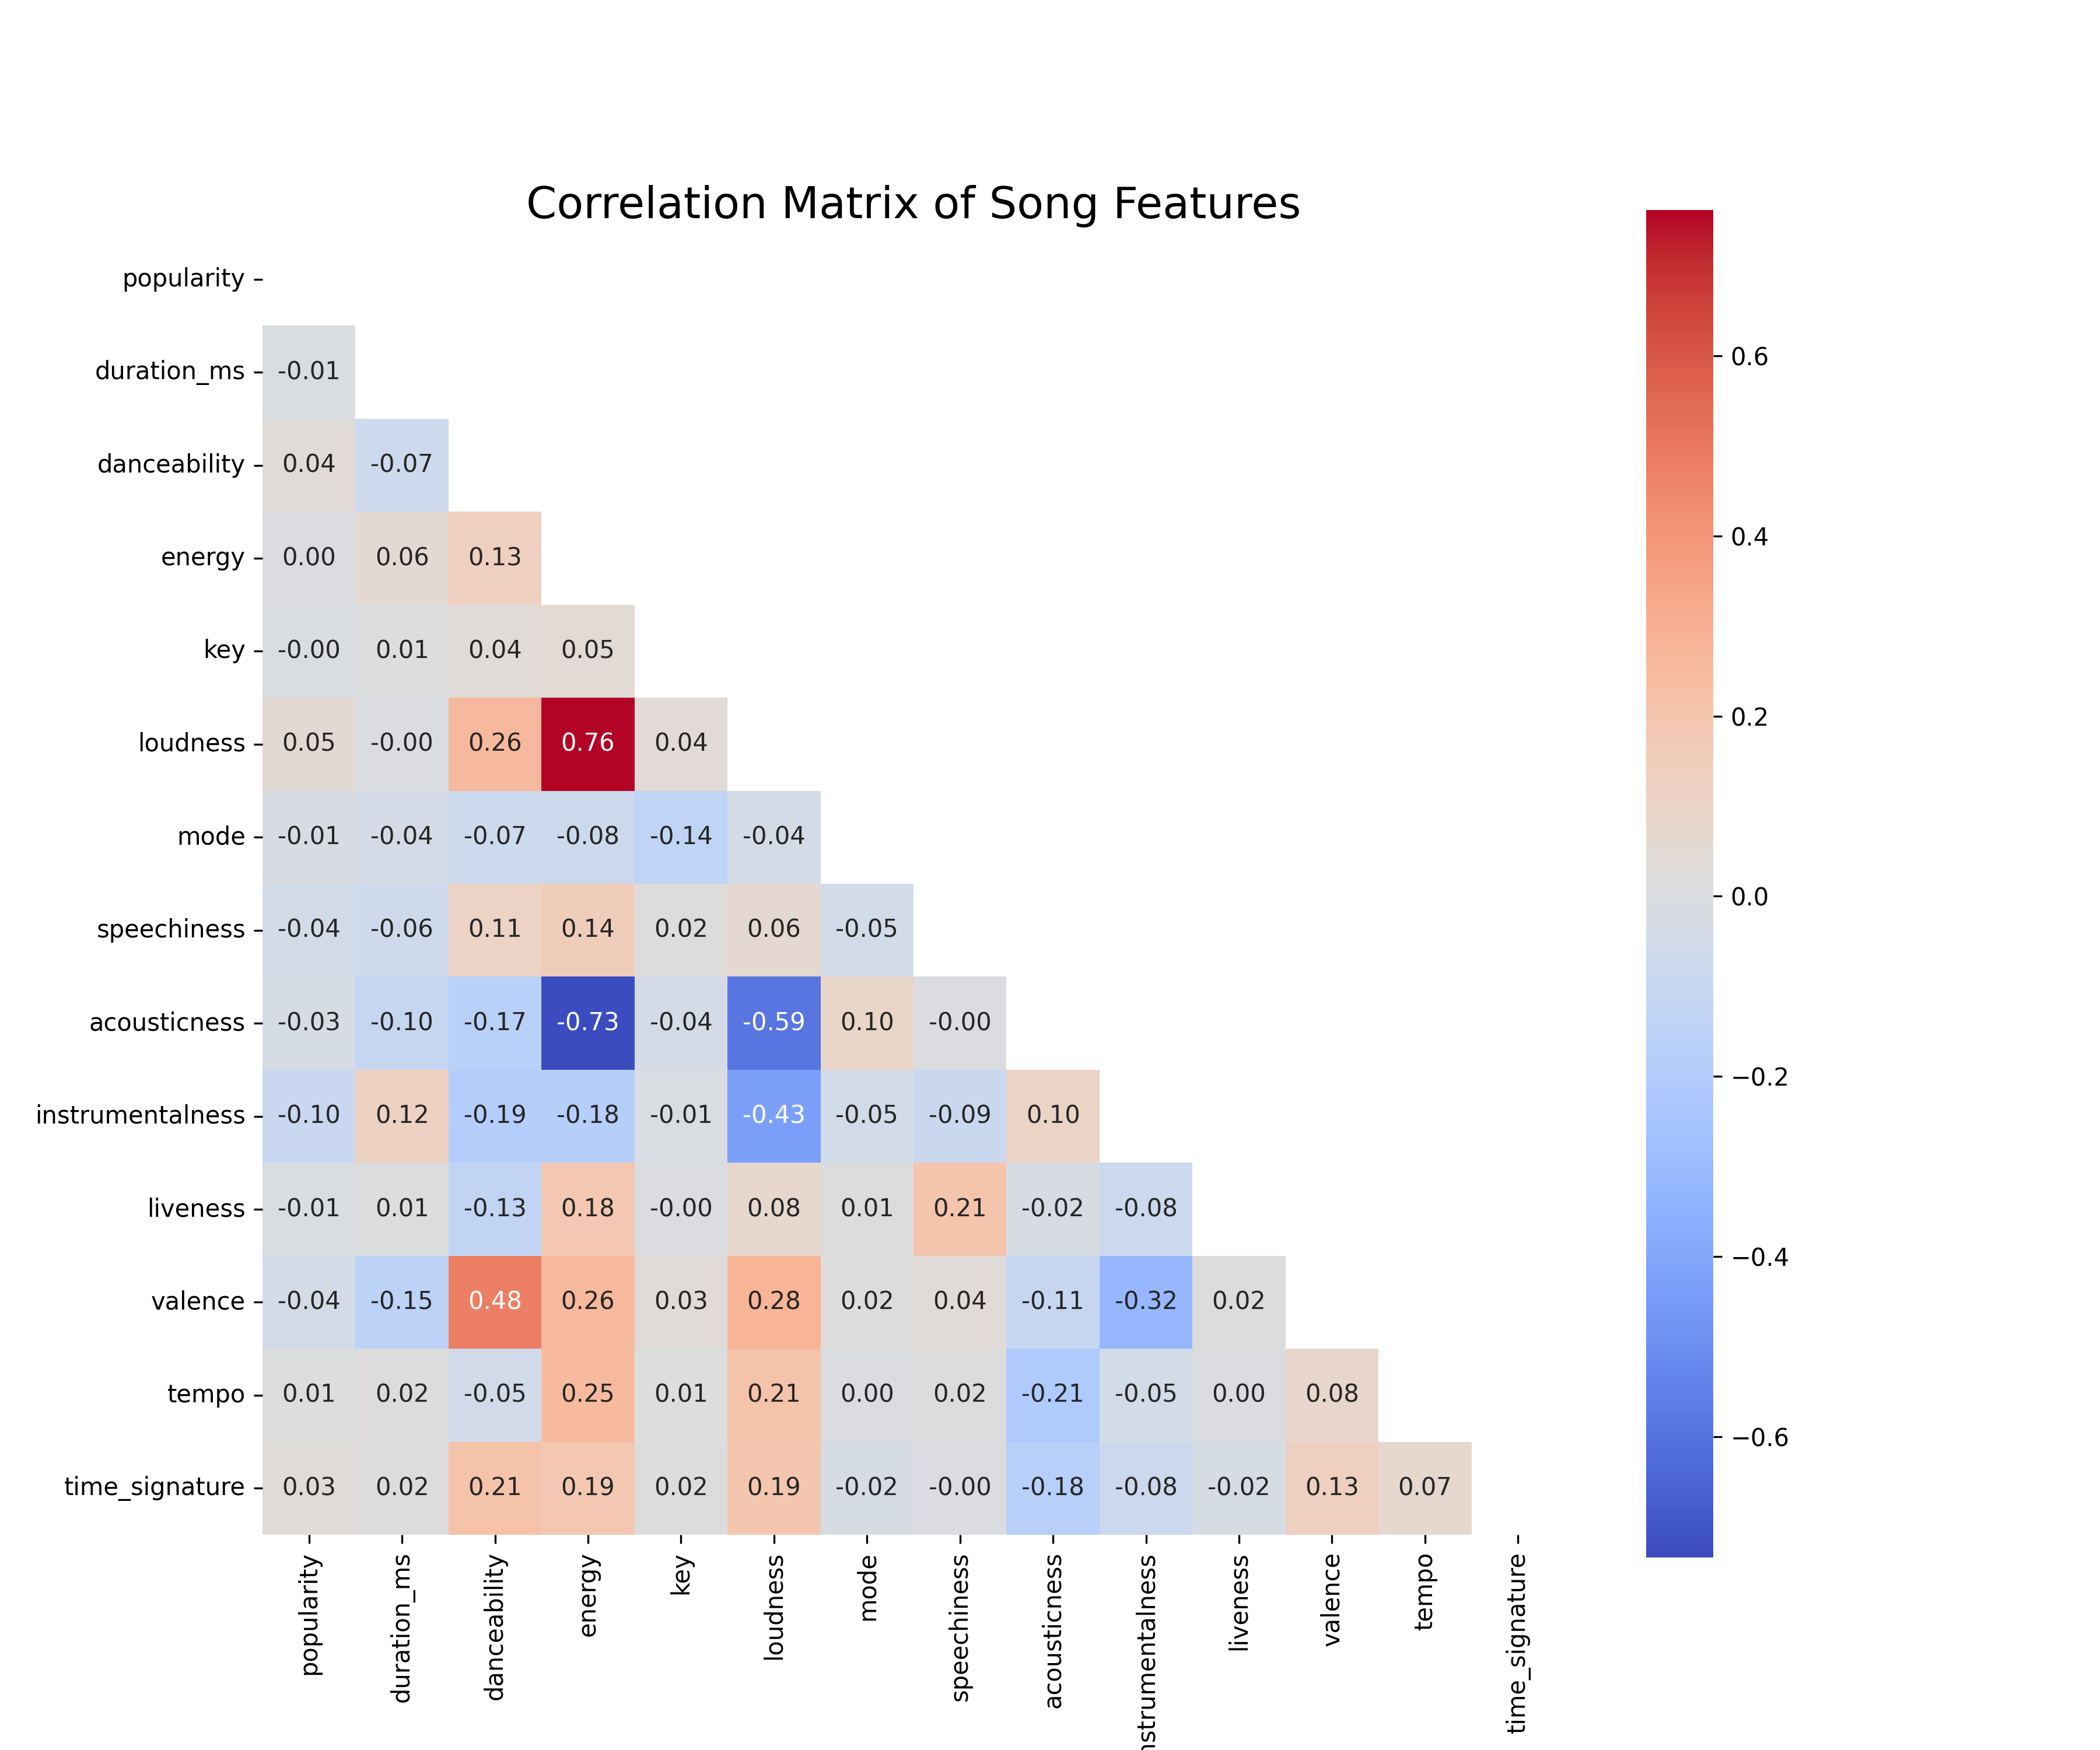 Correlation Matrix of Song Features
popularity
duration_ms -0.01
danceability 0.04 -0.07
energy 0.00 0.06 0.13
key -0.00 0.01 0.04 0.05
loudness 0.05 -0.00 0.26 0.76 0.04
mode -0.01 -0.04 -0.07 -0.08 -0.14 -0.04
speechiness -0.04 -0.06 0.11 0.14 0.02 0.06 -0.05
acousticness -0.03 -0.10 -0.17 -0.73 -0.04 -0.59 0.10 -0.00
instrumentalness -0.10 0.12 -0.19 -0.18 -0.01 -0.43 -0.05 -0.09 0.10
liveness -0.01 0.01 -0.13 0.18 -0.00 0.08 0.01 0.21 -0.02 -0.08
valence -0.04 -0.15 0.48 0.26 0.03 0.28 0.02 0.04 -0.11 -0.32 0.02
tempo 0.01 0.02 -0.05 0.25 0.01 0.21 0.00 0.02 -0.21 -0.05 0.00 0.08
time_signature 0.03 0.02 0.21 0.19 0.02 0.19 -0.02 -0.00 -0.18 -0.08 -0.02 0.13 0.07
popularity
duration_ms
danceability
energy
key
loudness
mode
speechiness
acousticness
nstrumentalness
liveness
valence
tempo
time_signature
0.6
0.4
0.2
0.0
−0.2
−0.4
−0.6